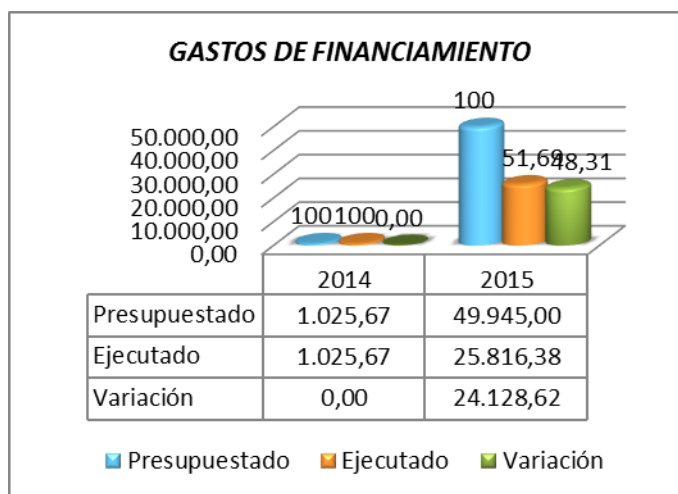 GASTOS DE FINANCIAMIENTO
100
50.000,00
51,69 48,31
40.000,00
30.000,00
20.000,00
100 100 0,00
10.000,00
0,00
2014 2015
Presupuestado 1.025,67 49.945,00
Ejecutado 1.025,67 25.816,38
Variación 0,00 24.128,62
Presupuestado Ejecutado Variación